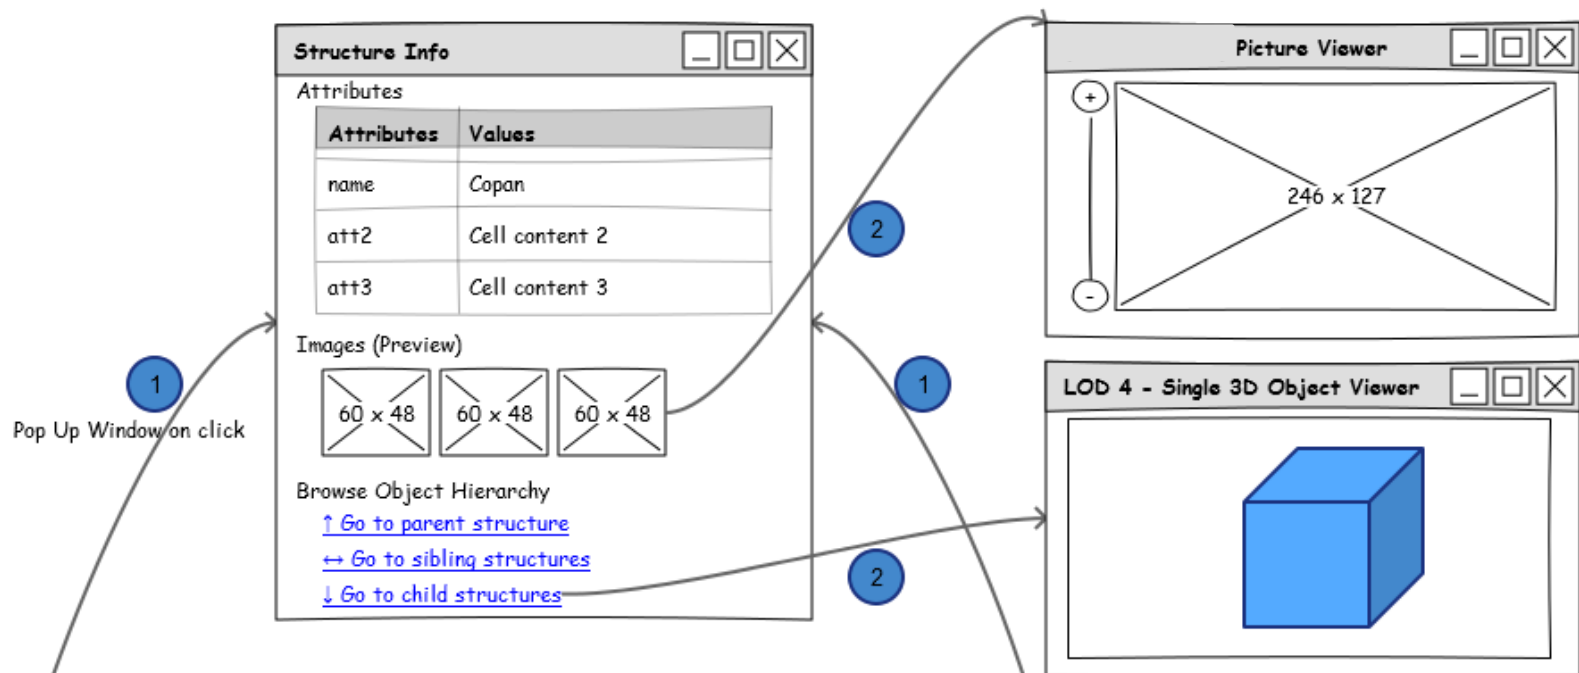 Structure Info
Attributes
Attributes Values
name Copan
att2 Cell content 2
att3 Cell content 3
Images (Preview)
60 x 48 60 x 48 60 x 48
Browse Object Hierarchy
↑ Go to parent structure
↔ Go to sibling structures
↓ Go to child structures
1
Pop Up Window on click
2
1
2
Picture Viewer
+
246 x 127
-
LOD 4 - Single 3D Object Viewer